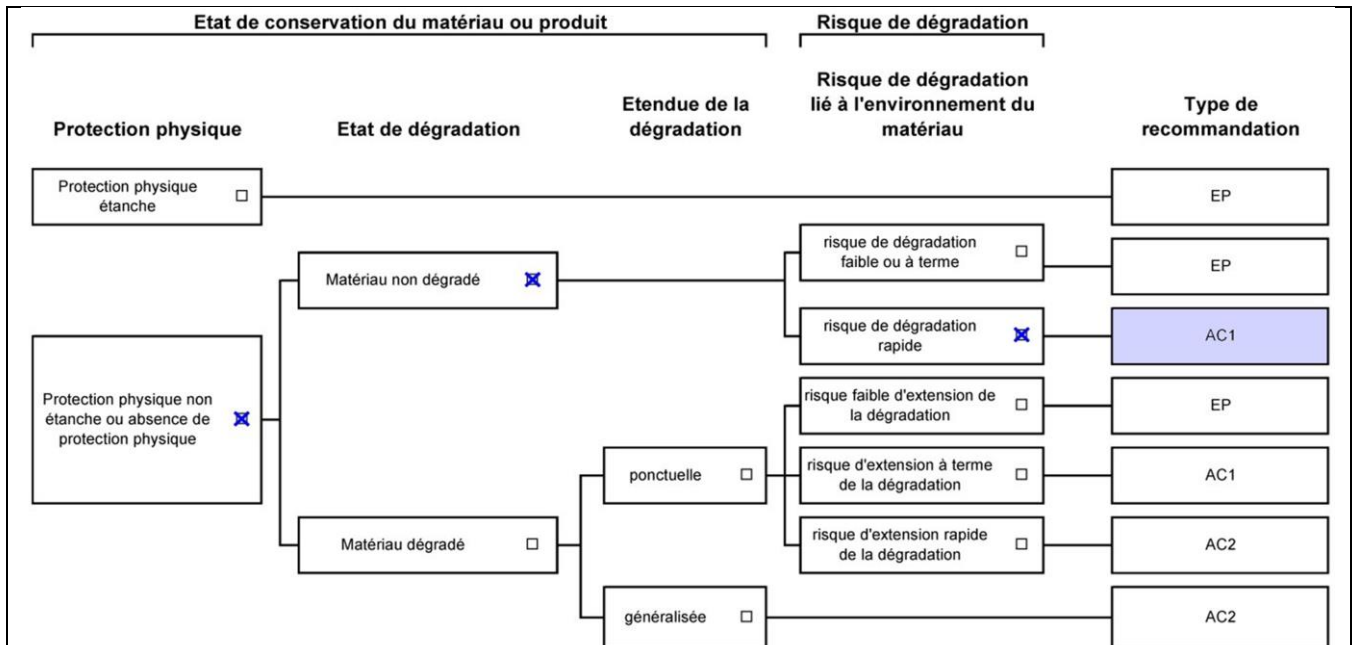 Etat de conservation du matériau ou produit
Risque de dégradation
Protection physique
Etat de dégradation
Etendue de la
dégradation
Risque de dégradation
lié à l'environnement du
matériau
Type de
recommandation
Protection physique
étanche
EP
Matériau non dégradé
risque de dégradation
faible ou à terme
EP
risque de dégradation
rapide
AC1
Protection physique non
étanche ou absence de
protection physique
risque faible d'extension de
la dégradation
EP
ponctuelle
risque d'extension à terme
de la dégradation
AC1
Matériau dégradé
risque d'extension rapide
de la dégradation
AC2
généralisée
AC2